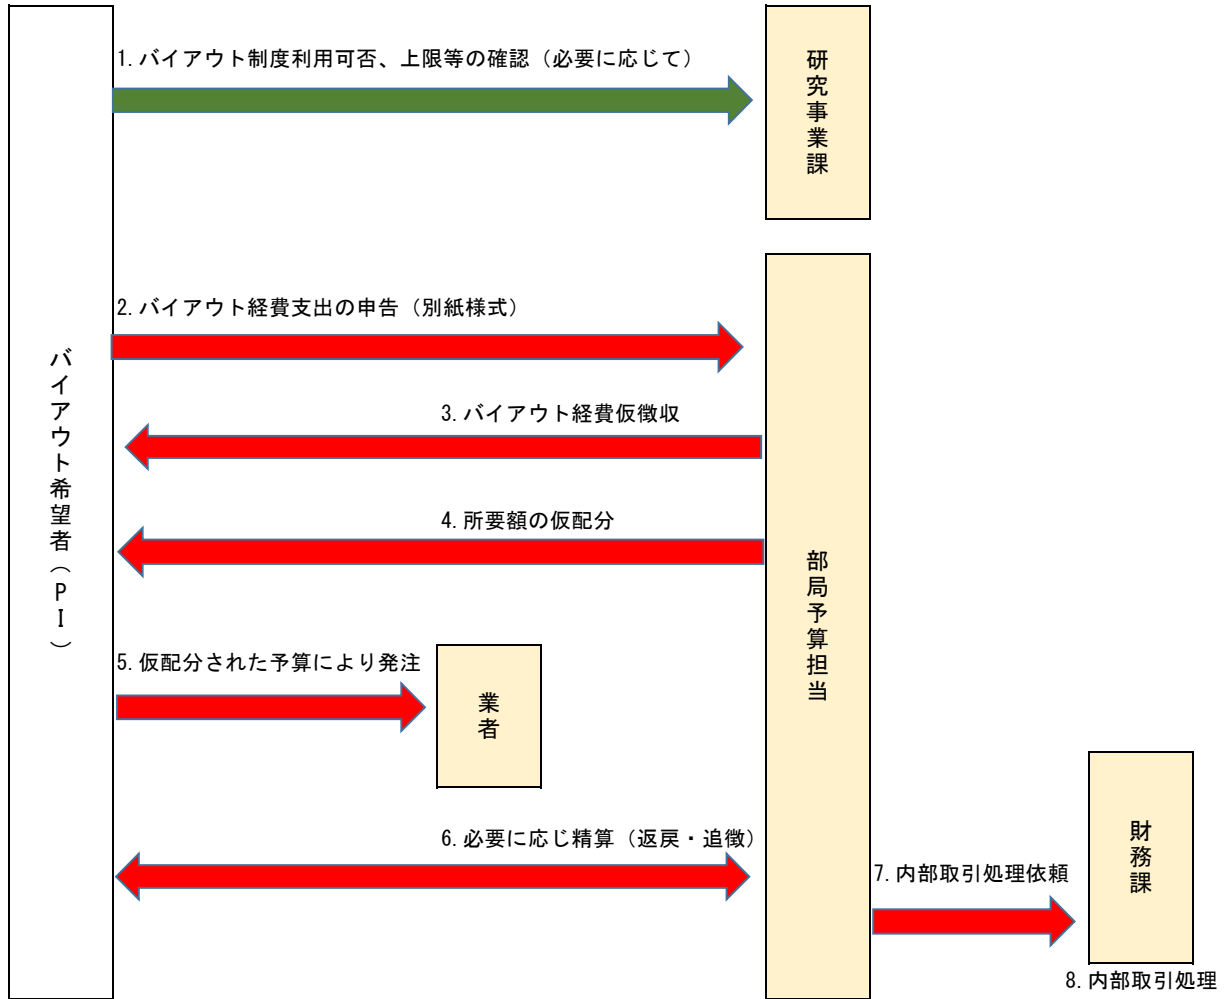 1. バイアウト制度利用可否、上限等の確認（必要に応じて）
研究事業課
2. バイアウト経費支出の申告（別紙様式）
バイアウト希望者（PI）
3. バイアウト経費仮徴収
4. 所要額の仮配分
部局予算担当
5. 仮配分された予算により発注
業者
6. 必要に応じ精算（返戻・追徴）
7. 内部取引処理依頼
財務課
8. 内部取引処理